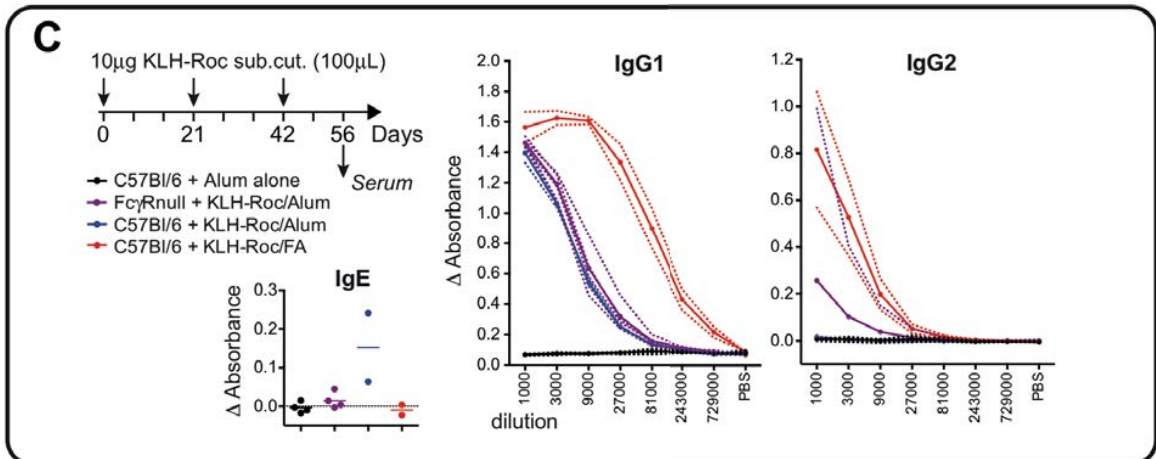 C
10µg KLH-Roc sub.cut. (100µL)
0 21 42 56 Days
Serum
C57Bl/6 + Alum alone
FcγRnull + KLH-Roc/Alum
C57Bl/6 + KLH-Roc/Alum
C57Bl/6 + KLH-Roc/FA
IgE
Δ Absorbance
0.3
0.2
0.1
0.0
IgG1
Δ Absorbance
2.0
1.8
1.6
1.4
1.2
1.0
0.8
0.6
0.4
0.2
0.0
dilution
1000
3000
9000
27000
81000
243000
729000
PBS
IgG2
1.2
1.0
0.8
0.6
0.4
0.2
0.0
1000
3000
9000
27000
81000
243000
729000
PBS